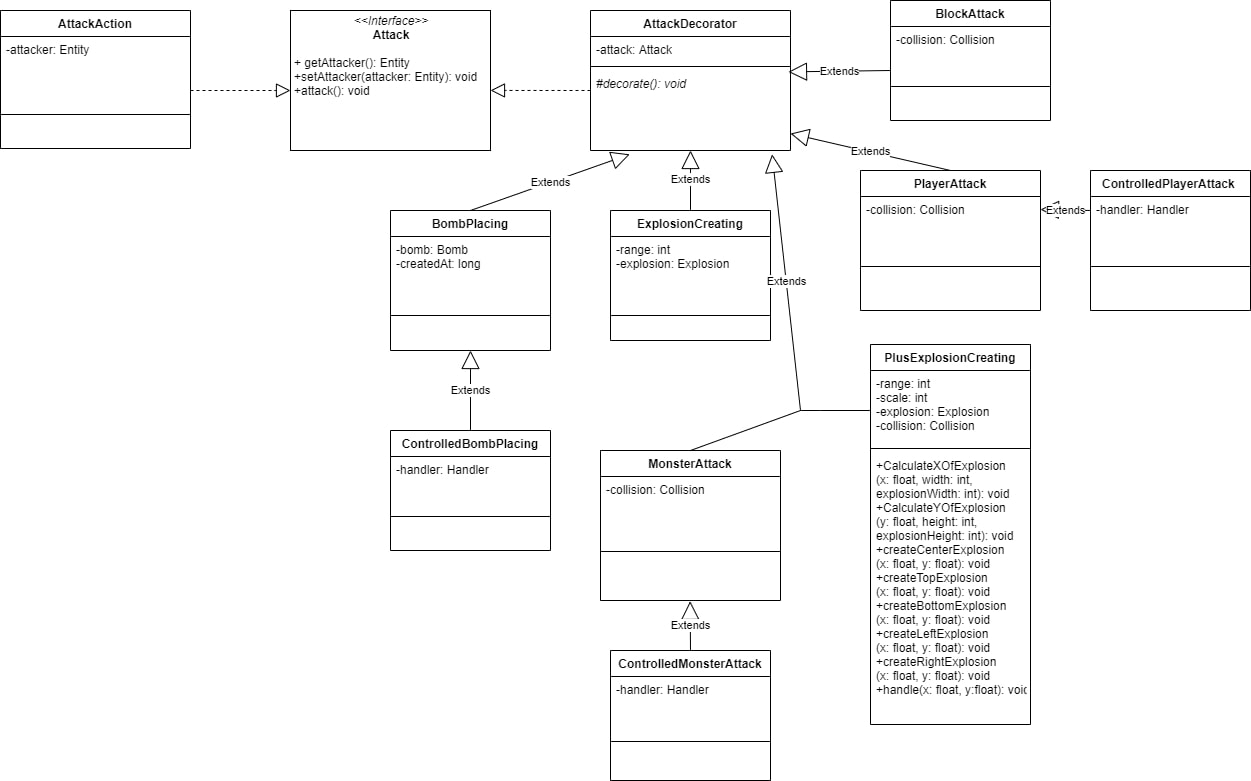 AttackAction
-attacker: Entity
<<Interface>>
Attack
+ getAttacker(): Entity
+setAttacker(attacker: Entity): void
+attack(): void
AttackDecorator
-attack: Attack
#decorate(): void
BlockAttack
-collision: Collision
Extends
Extends
PlayerAttack
-collision: Collision
Extends
ControlledPlayerAttack
-handler: Handler
Extends
BombPlacing
-bomb: Bomb
-createdAt: long
Extends
ExplosionCreating
-range: int
-explosion: Explosion
Extends
Extends
ControlledBombPlacing
-handler: Handler
MonsterAttack
-collision: Collision
Extends
ControlledMonsterAttack
-handler: Handler
PlusExplosionCreating
-range: int
-scale: int
-explosion: Explosion
-collision: Collision
+CalculateXOfExplosion
(x: float, width: int,
explosionWidth: int): void
+CalculateYOfExplosion
(y: float, height: int,
explosionHeight: int): void
+createCenterExplosion
(x: float, y: float): void
+createTopExplosion
(x: float, y: float): void
+createBottomExplosion
(x: float, y: float): void
+createLeftExplosion
(x: float, y: float): void
+createRightExplosion
(x: float, y: float): void
+handle(x: float, y:float): void